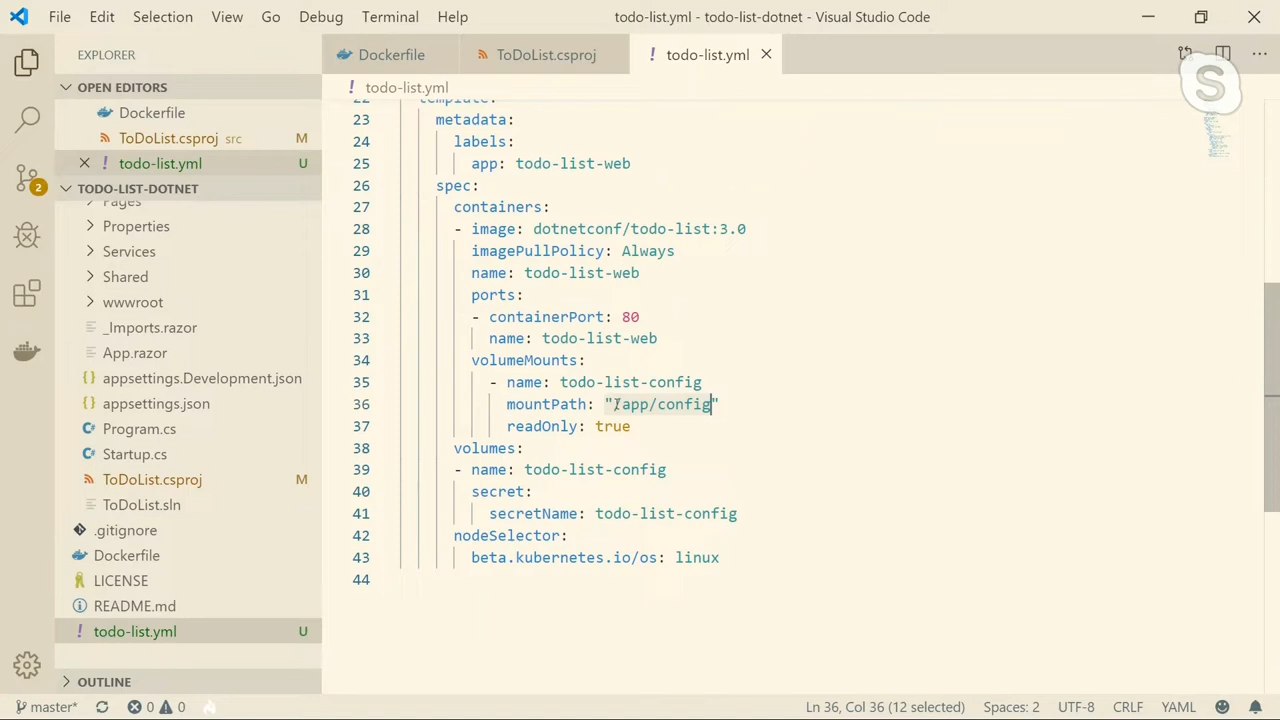 File Edit Selection View Go Debug Terminal Help todo-list.yml - todo-list-dotnet - Visual Studio Code
EXPLORER
OPEN EDITORS
Dockerfile
ToDoList.csproj src M
todo-list.yml U
TODO-LIST-DOTNET
Pages
Properties
Services
Shared
wwwroot
_Imports.razor
App.razor
appsettings.Development.json
appsettings.json
Program.cs
Startup.cs
ToDoList.csproj M
ToDoList.sln
.gitignore
Dockerfile
LICENSE
README.md
todo-list.yml U
OUTLINE
2
Dockerfile ToDoList.csproj todo-list.yml
todo-list.yml
22 template:
23 metadata:
24 labels:
25 app: todo-list-web
26 spec:
27 containers:
28 - image: dotnetconf/todo-list:3.0
29 imagePullPolicy: Always
30 name: todo-list-web
31 ports:
32 - containerPort: 80
33 name: todo-list-web
34 volumeMounts:
35 - name: todo-list-config
36 mountPath: "/app/config"
37 readOnly: true
38 volumes:
39 - name: todo-list-config
40 secret:
41 secretName: todo-list-config
42 nodeSelector:
43 beta.kubernetes.io/os: linux
44
S
master* 0 0 Ln 36, Col 36 (12 selected) Spaces: 2 UTF-8 CRLF YAML